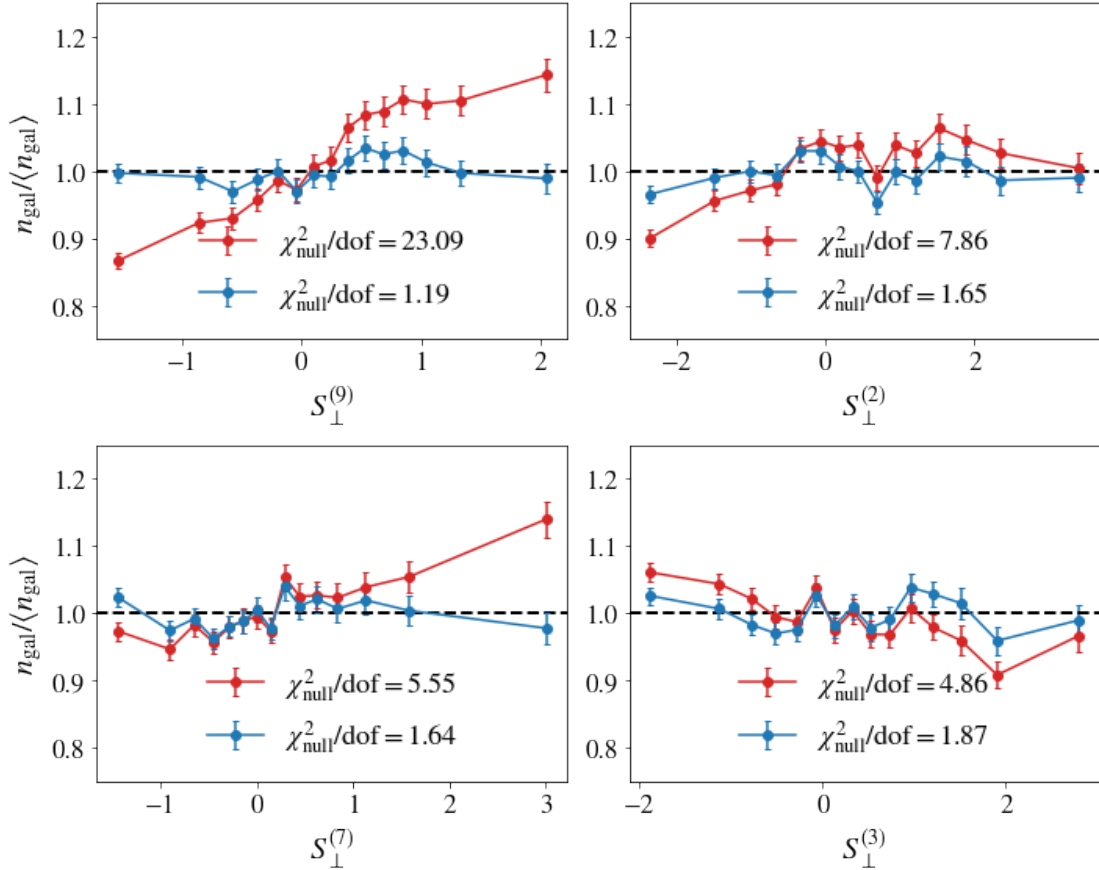 1.2
1.1
1.0
0.9
0.8
n_gal/⟨n_gal⟩
χ²_null/dof = 23.09
χ²_null/dof = 1.19
−1 0 1 2
S_⊥^(9)
1.2
1.1
1.0
0.9
0.8
χ²_null/dof = 7.86
χ²_null/dof = 1.65
−2 0 2
S_⊥^(2)
1.2
1.1
1.0
0.9
0.8
n_gal/⟨n_gal⟩
χ²_null/dof = 5.55
χ²_null/dof = 1.64
−1 0 1 2 3
S_⊥^(7)
1.2
1.1
1.0
0.9
0.8
χ²_null/dof = 4.86
χ²_null/dof = 1.87
−2 0 2
S_⊥^(3)